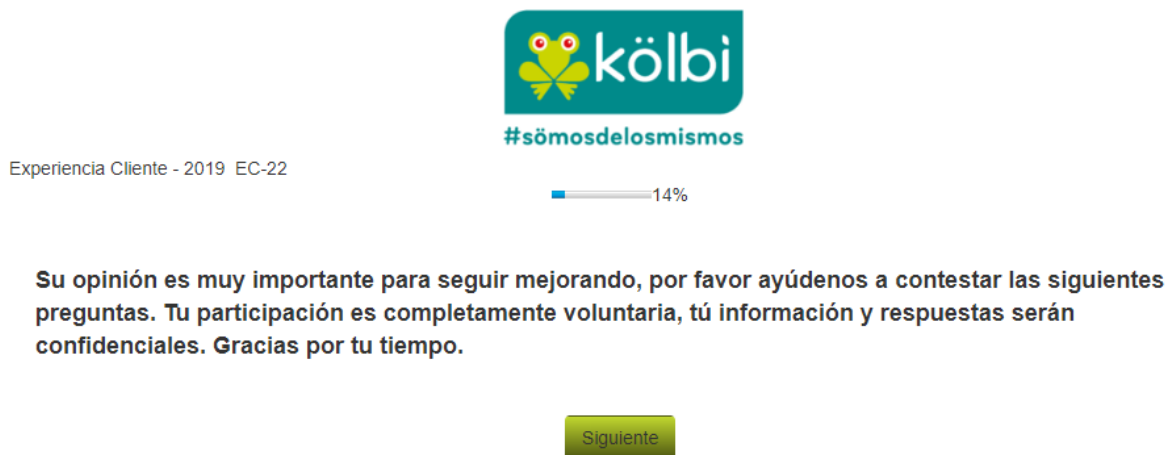 kölbi
#sömosdelosmismos
Experiencia Cliente - 2019 EC-22
14%
Su opinión es muy importante para seguir mejorando, por favor ayúdenos a contestar las siguientes
preguntas. Tu participación es completamente voluntaria, tú información y respuestas serán
confidenciales. Gracias por tu tiempo.
Siguiente